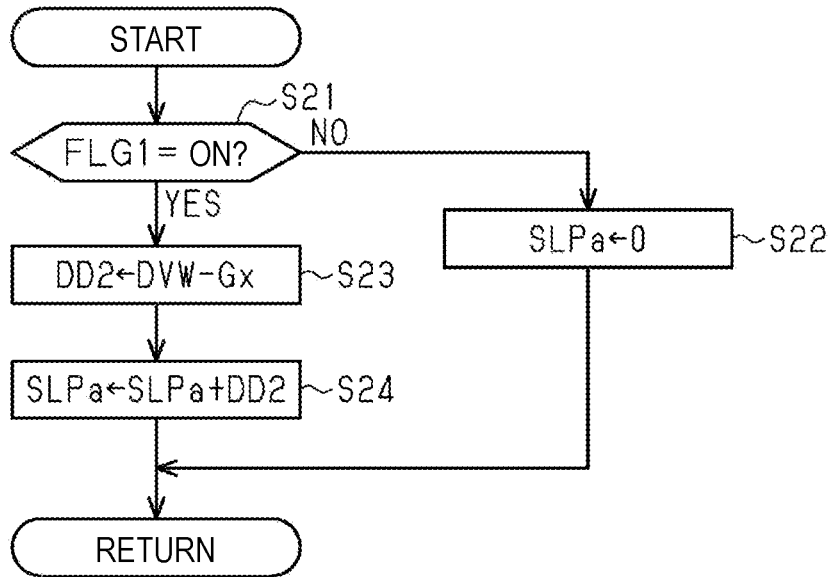 START
S21
FLG1=ON?
NO
YES
SLPa←0
S22
DD2←DVW-Gx
S23
SLPa←SLPa+DD2
S24
RETURN